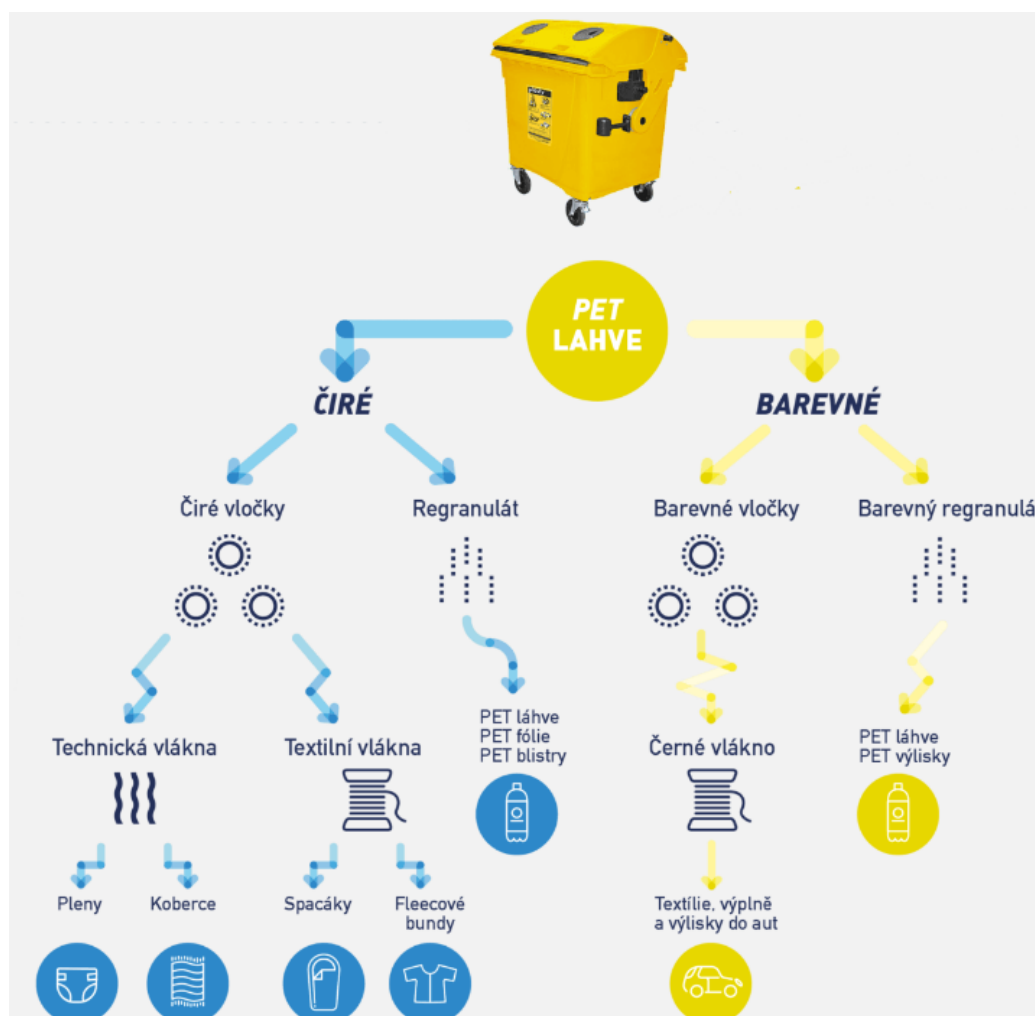 PET
LAHVE
ČIRÉ
BAREVNÉ
Čiré vločky
Regranulát
Barevné vločky
Barevný regranulá
PET láhve
PET fólie
PET blistry
PET láhve
PET výlisky
Technická vlákna
Textilní vlákna
Černé vlákno
Pleny
Koberce
Spacáky
Fleecové
bundy
Textílie, výplně
a výlisky do aut